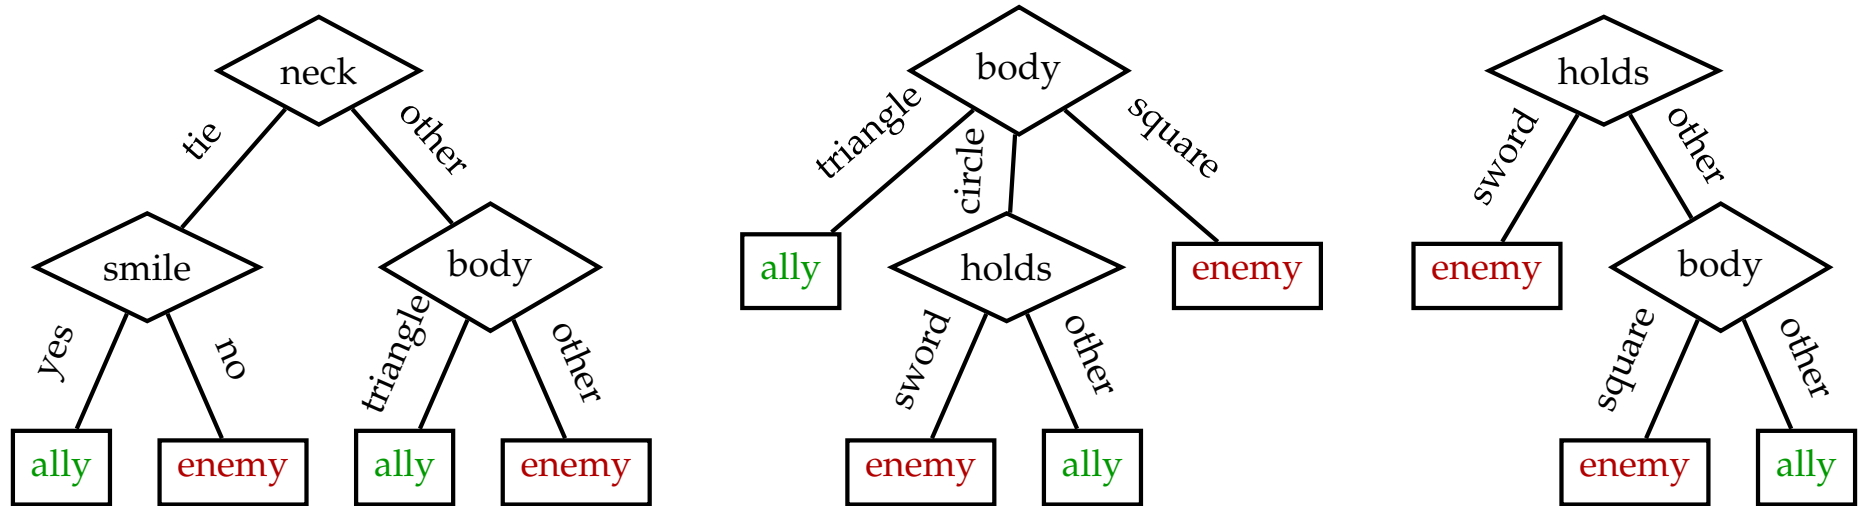 neck
tie
other
smile
body
yes
no
triangle
other
ally
enemy
ally
enemy
body
triangle
circle
square
ally
holds
enemy
sword
other
enemy
ally
holds
sword
other
enemy
body
square
other
enemy
ally